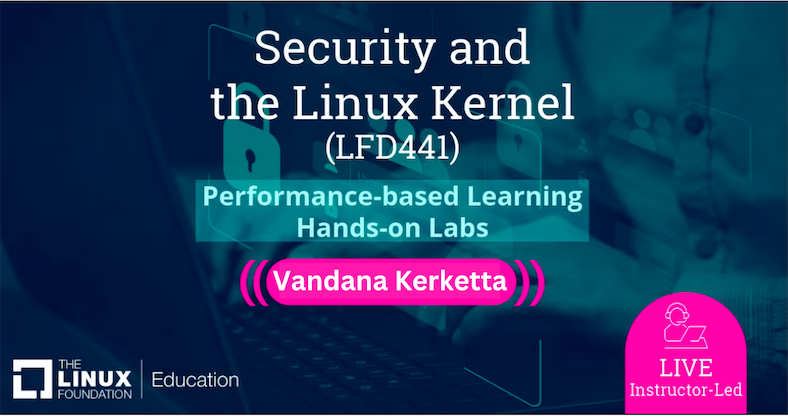 Security and
the Linux Kernel
(LFD441)
Performance-based Learning
Hands-on Labs
((Vandana Kerketta))
THE
LINUX
FOUNDATION
Education
LIVE
Instructor-Led